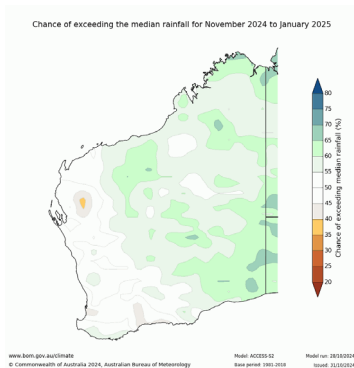 Chance of exceeding the median rainfall for November 2024 to January 2025
80
75
70
65
60
55
50
45
40
35
30
25
20
Chance of exceeding median rainfall (%)
www.bom.gov.au/climate
© Commonwealth of Australia 2024, Australian Bureau of Meteorology
Model: ACCESS-S2
Base period: 1981-2018
Model run: 28/10/2024
Issued: 31/10/2024